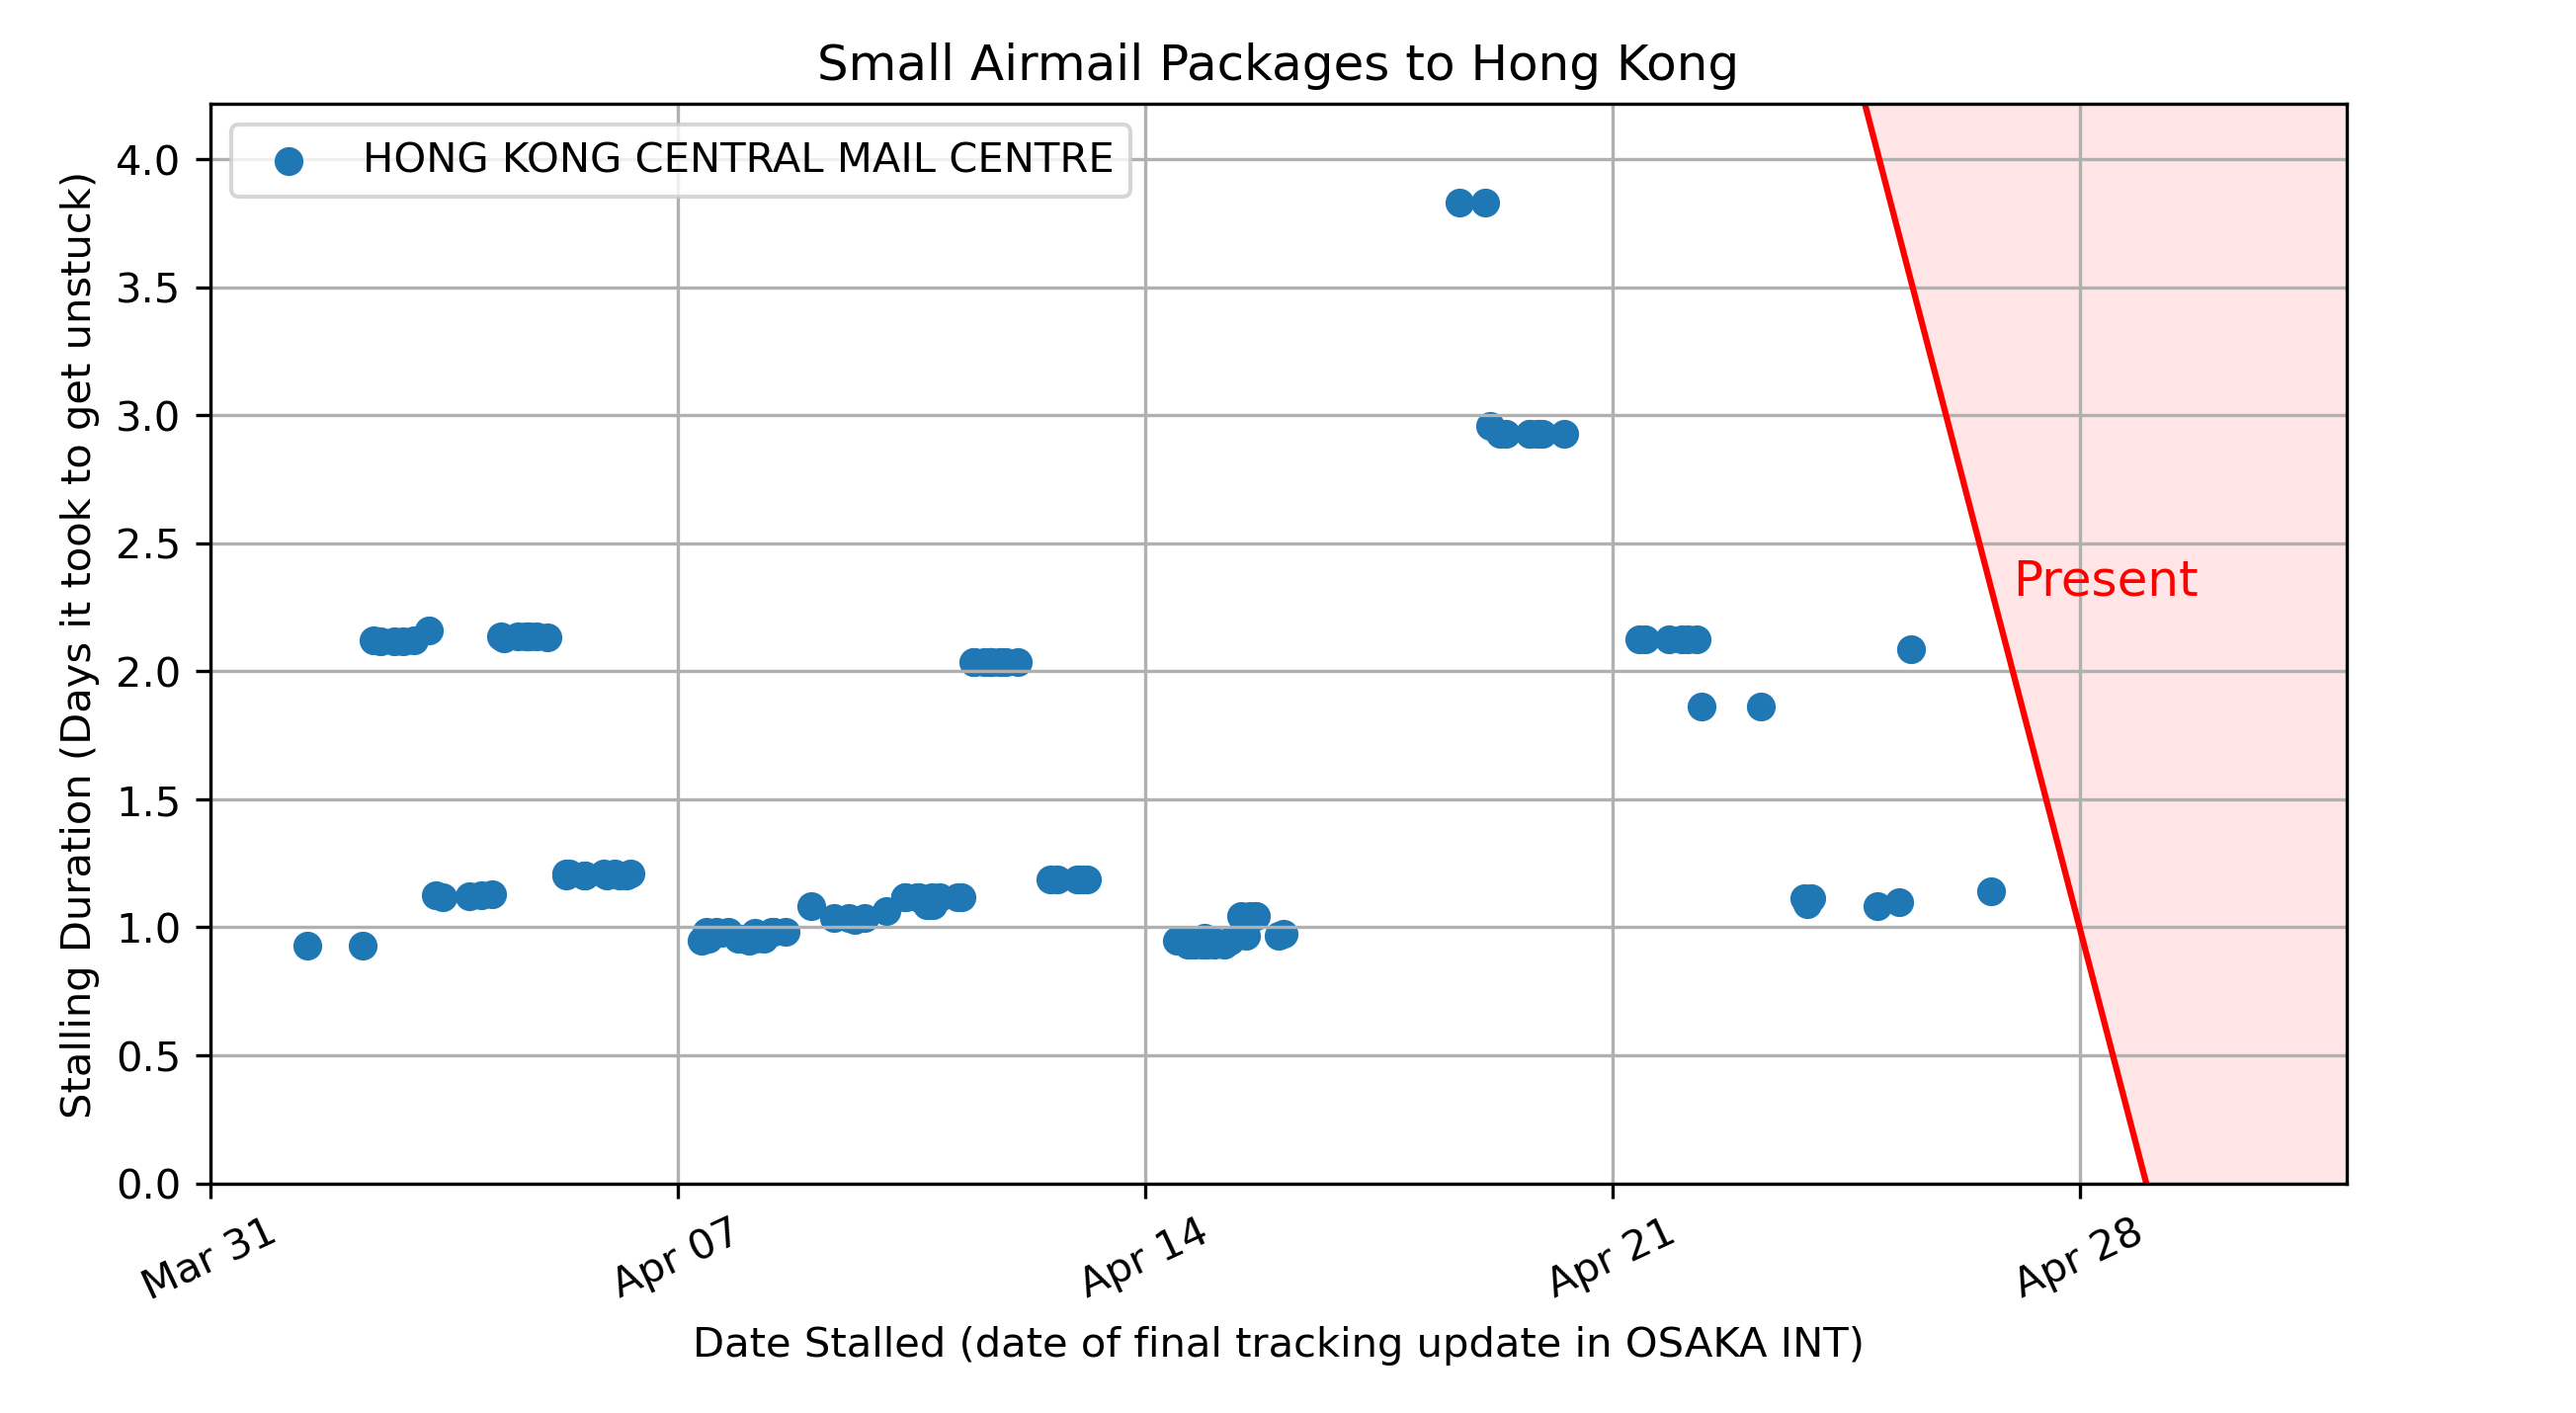 Small Airmail Packages to Hong Kong
HONG KONG CENTRAL MAIL CENTRE
Stalling Duration (Days it took to get unstuck)
4.0
3.5
3.0
2.5
2.0
1.5
1.0
0.5
0.0
Present
Mar 31
Apr 07
Apr 14
Apr 21
Apr 28
Date Stalled (date of final tracking update in OSAKA INT)